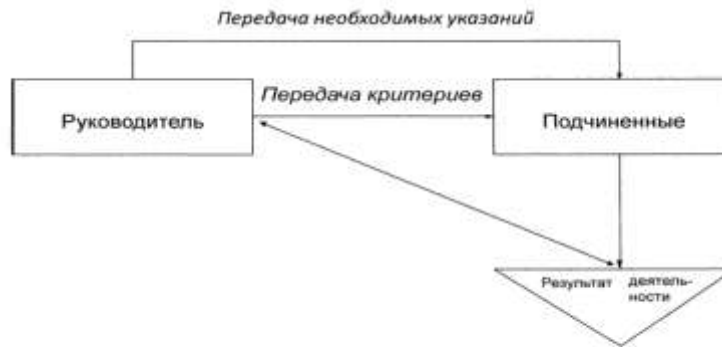 Передача необходимых указаний
Передача критериев
Руководитель
Подчиненные
Результат деятель-
ности